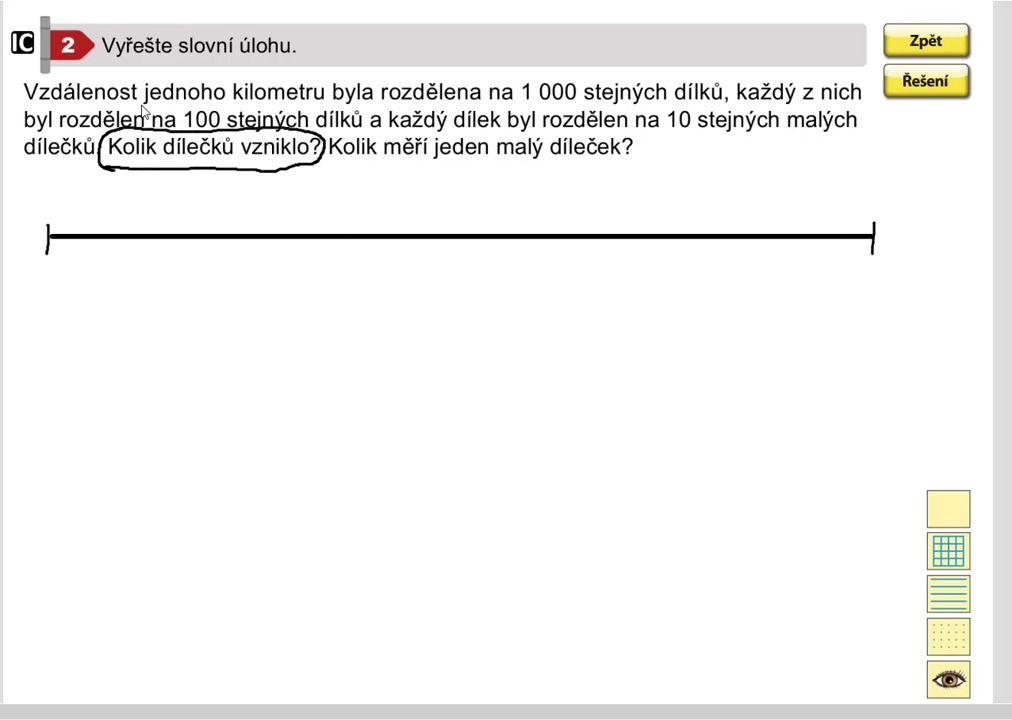 IC
2 Vyřešte slovní úlohu.
Zpět
Řešení
Vzdálenost jednoho kilometru byla rozdělena na 1 000 stejných dílků, každý z nich
byl rozdělen na 100 stejných dílků a každý dílek byl rozdělen na 10 stejných malých
dílečků. Kolik dílečků vzniklo? Kolik měří jeden malý díleček?